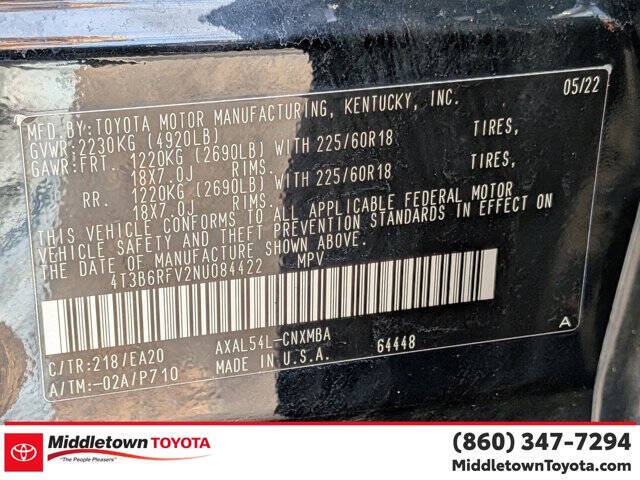 MFD.BY:TOYOTA MOTOR MANUFACTURING, KENTUCKY, INC. 05/22
GVWR:2230KG (4920LB)
GAWR:FRT. 1220KG (2690LB) WITH 225/60R18 TIRES,
18X7.0J RIMS.
RR. 1220KG (2690LB) WITH 225/60R18 TIRES,
18X7.0J RIMS.
THIS VEHICLE CONFORMS TO ALL APPLICABLE FEDERAL MOTOR
VEHICLE SAFETY AND THEFT PREVENTION STANDARDS IN EFFECT ON
THE DATE OF MANUFACTURE SHOWN ABOVE.
4T3B6RFV2NU084422 MPV
C/TR:218/EA20 AXAL54L-CNXMBA 64448 A
A/TM:-02A/P710 MADE IN U.S.A.
Middletown TOYOTA
"The People Pleasers"
TOYOTA
(860) 347-7294
MiddletownToyota.com